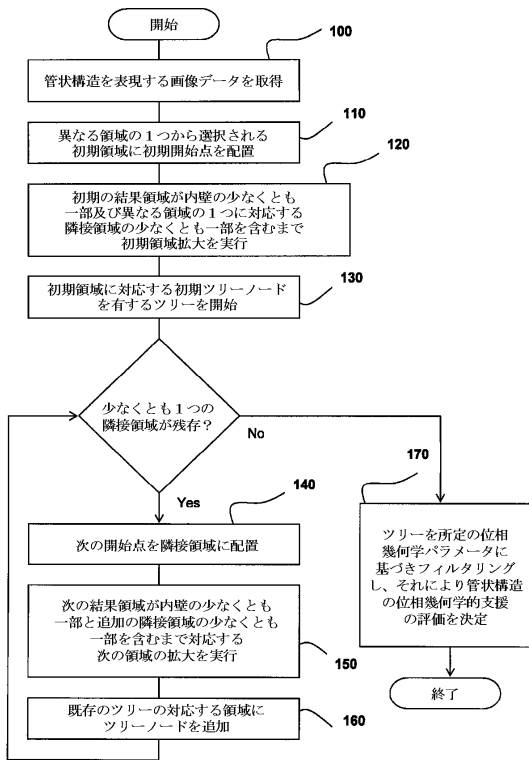 開始
100
管状構造を表現する画像データを取得
110
異なる領域の1つから選択される
初期領域に初期開始点を配置
120
初期の結果領域が内壁の少なくとも
一部及び異なる領域の1つに対応する
隣接領域の少なくとも一部を含むまで
初期領域拡大を実行
130
初期領域に対応する初期ツリーノード
を有するツリーを開始
少なくとも1つの
隣接領域が残存?
No
Yes
140
次の開始点を隣接領域に配置
次の結果領域が内壁の少なくとも
一部と追加の隣接領域の少なくとも
一部を含むまで対応する
次の領域の拡大を実行
150
既存のツリーの対応する領域に
ツリーノードを追加
160
170
ツリーを所定の位相
幾何学パラメータに
基づきフィルタリング
し、それにより管状構造
の位相幾何学的支援
の評価を決定
終了